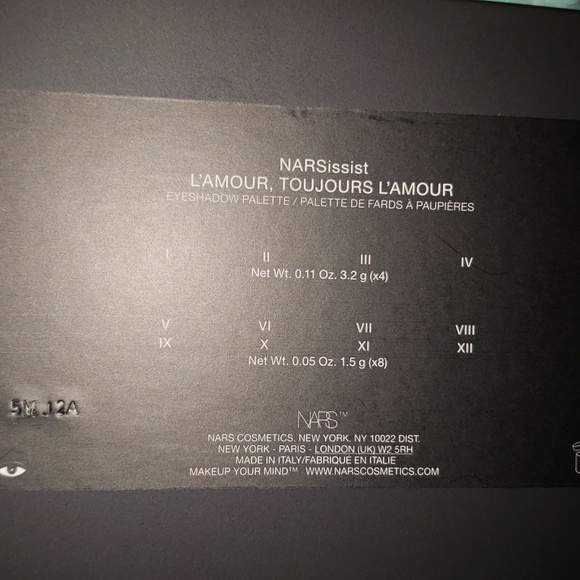 NARSissist
L'AMOUR, TOUJOURS L'AMOUR
EYESHADOW PALETTE / PALETTE DE FARDS À PAUPIÈRES
I II III IV
Net Wt. 0.11 Oz. 3.2 g (x4)
V VI VII VIII
IX X XI XII
Net Wt. 0.05 Oz. 1.5 g (x8)
5MJ2A
NARS™
NARS COSMETICS, NEW YORK, NY 10022 DIST.
NEW YORK - PARIS - LONDON (UK) W2 5RH
MADE IN ITALY/FABRIQUÉ EN ITALIE
MAKEUP YOUR MIND™ WWW.NARSCOSMETICS.COM